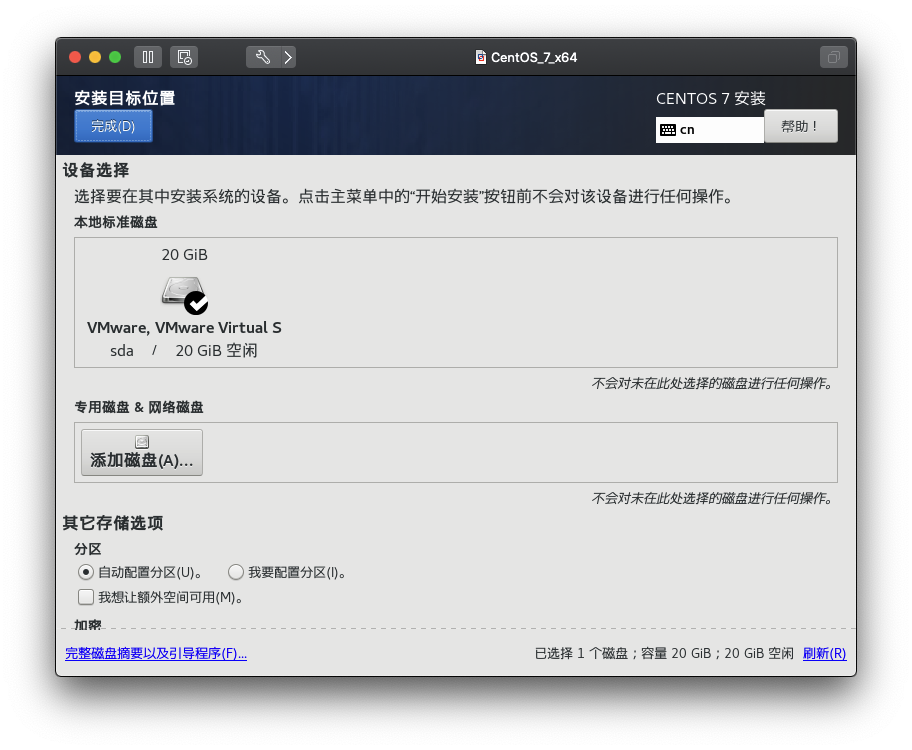 CentOS_7_x64
安装目标位置
CENTOS 7 安装
完成(D)
cn
帮助！
设备选择
选择要在其中安装系统的设备。点击主菜单中的“开始安装”按钮前不会对该设备进行任何操作。
本地标准磁盘
20 GiB
VMware, VMware Virtual S
sda / 20 GiB 空闲
不会对未在此处选择的磁盘进行任何操作。
专用磁盘 & 网络磁盘
添加磁盘(A)...
不会对未在此处选择的磁盘进行任何操作。
其它存储选项
分区
自动配置分区(U)。 我要配置分区(I)。
我想让额外空间可用(M)。
加密
完整磁盘摘要以及引导程序(F)... 已选择 1 个磁盘；容量 20 GiB；20 GiB 空闲 刷新(R)